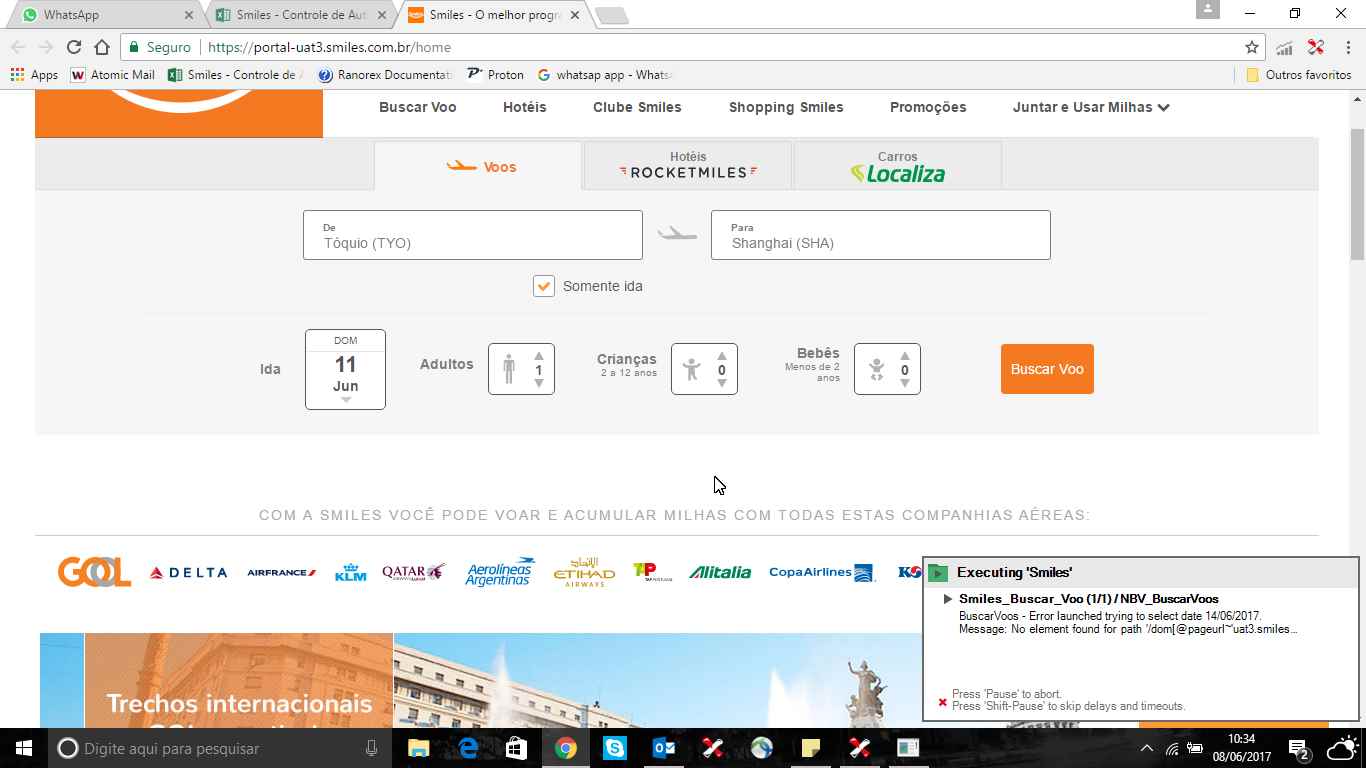 WhatsApp
Smiles - Controle de Aut
Smiles - O melhor progr
Seguro
https://portal-uat3.smiles.com.br/home
Apps
Atomic Mail
Smiles - Controle de A
Ranorex Documentat
Proton
whatsap app - Whats
Outros favoritos
Buscar Voo
Hotéis
Clube Smiles
Shopping Smiles
Promoções
Juntar e Usar Milhas
Voos
Hotéis
ROCKETMILES
Carros
Localiza
De
Tôquio (TYO)
Para
Shanghai (SHA)
Somente ida
Ida
DOM
11
Jun
Adultos
1
Crianças
2 a 12 anos
0
Bebês
Menos de 2
anos
0
Buscar Voo
COM A SMILES VOCÊ PODE VOAR E ACUMULAR MILHAS COM TODAS ESTAS COMPANHIAS AÉREAS:
GOL
DELTA
AIRFRANCE
KLM
QATAR
Aerolíneas
Argentinas
الإتحاد
ETIHAD
AIRWAYS
TAP
Alitalia
CopaAirlines
Executing 'Smiles'
Smiles_Buscar_Voo (1/1) / NBV_BuscarVoos
BuscarVoos - Error launched trying to select date 14/06/2017.
Message: No element found for path '/dom[@pageurl~'uat3.smiles...
Press 'Pause' to abort.
Press 'Shift-Pause' to skip delays and timeouts.
Trechos internacionais
Digite aqui para pesquisar
10:34
08/06/2017
2